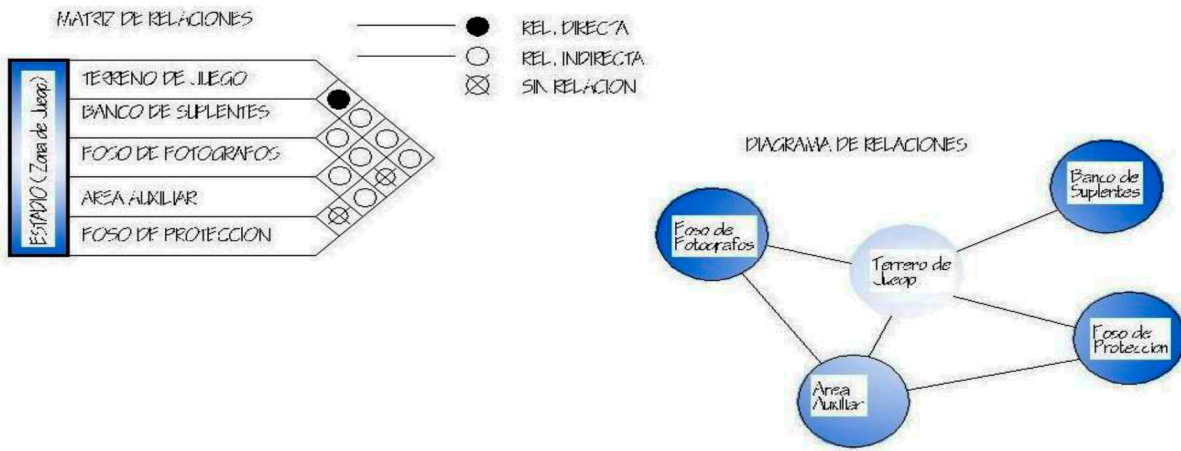 MATRIZ DE RELACIONES
REL. DIRECTA
REL. INDIRECTA
SIN RELACION
ESTADIO (Zona de Juego)
TERRENO DE JUEGO
BANCO DE SUPLENTES
FOSO DE FOTOGRAFOS
AREA AUXILIAR
FOSO DE PROTECCION
DIAGRAMA DE RELACIONES
Banco de
Suplentes
Foso de
Fotografos
Terrero de
Juego
Foso de
Proteccion
Area
Auxiliar